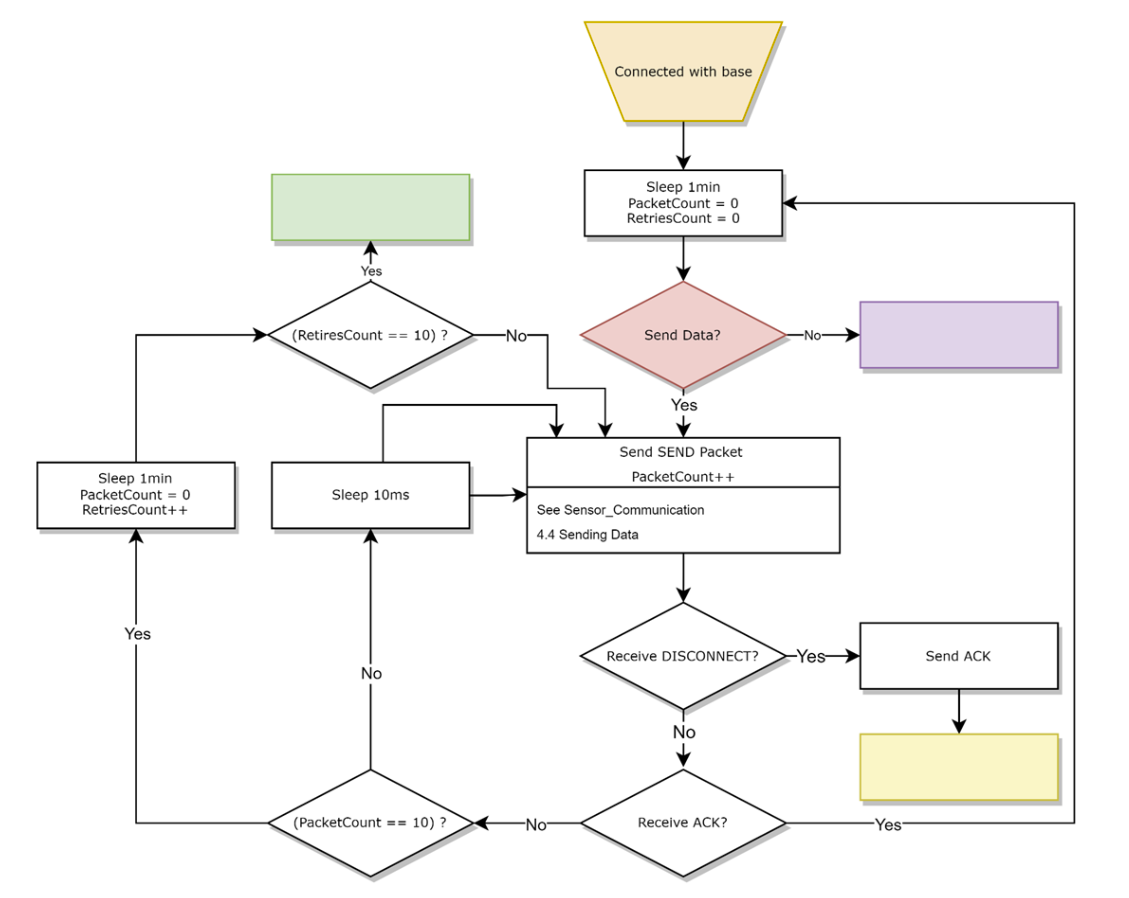 Connected with base
Sleep 1min
PacketCount = 0
RetriesCount = 0
Yes
(RetiresCount == 10) ?
No
Send Data?
No
Yes
Sleep 1min
PacketCount = 0
RetriesCount++
Sleep 10ms
Send SEND Packet
PacketCount++
See Sensor_Communication
4.4 Sending Data
Yes
No
Receive DISCONNECT?
Yes
Send ACK
No
(PacketCount == 10) ?
No
Receive ACK?
Yes